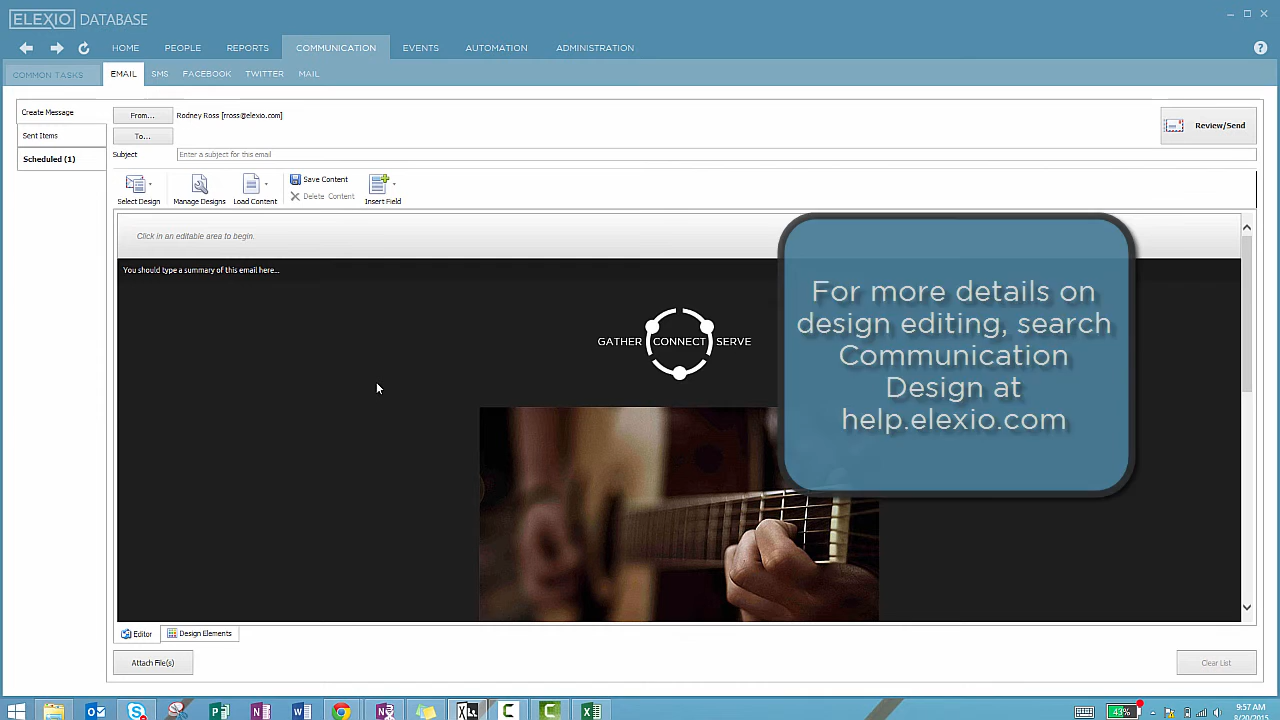 ELEXIO DATABASE
HOME PEOPLE REPORTS COMMUNICATION EVENTS AUTOMATION ADMINISTRATION
COMMON TASKS EMAIL SMS FACEBOOK TWITTER MAIL
Create Message
Sent Items
Scheduled (1)
From... Rodney Ross [rross@elexio.com]
To...
Subject Enter a subject for this email
Review/Send
Select Design Manage Designs Load Content Save Content
Delete Content
Insert Field
Click in an editable area to begin.
You should type a summary of this email here...
GATHER CONNECT SERVE
For more details on
design editing, search
Communication
Design at
help.elexio.com
Editor Design Elements
Attach File(s) Clear List
43% 9:57 AM
8/20/2015